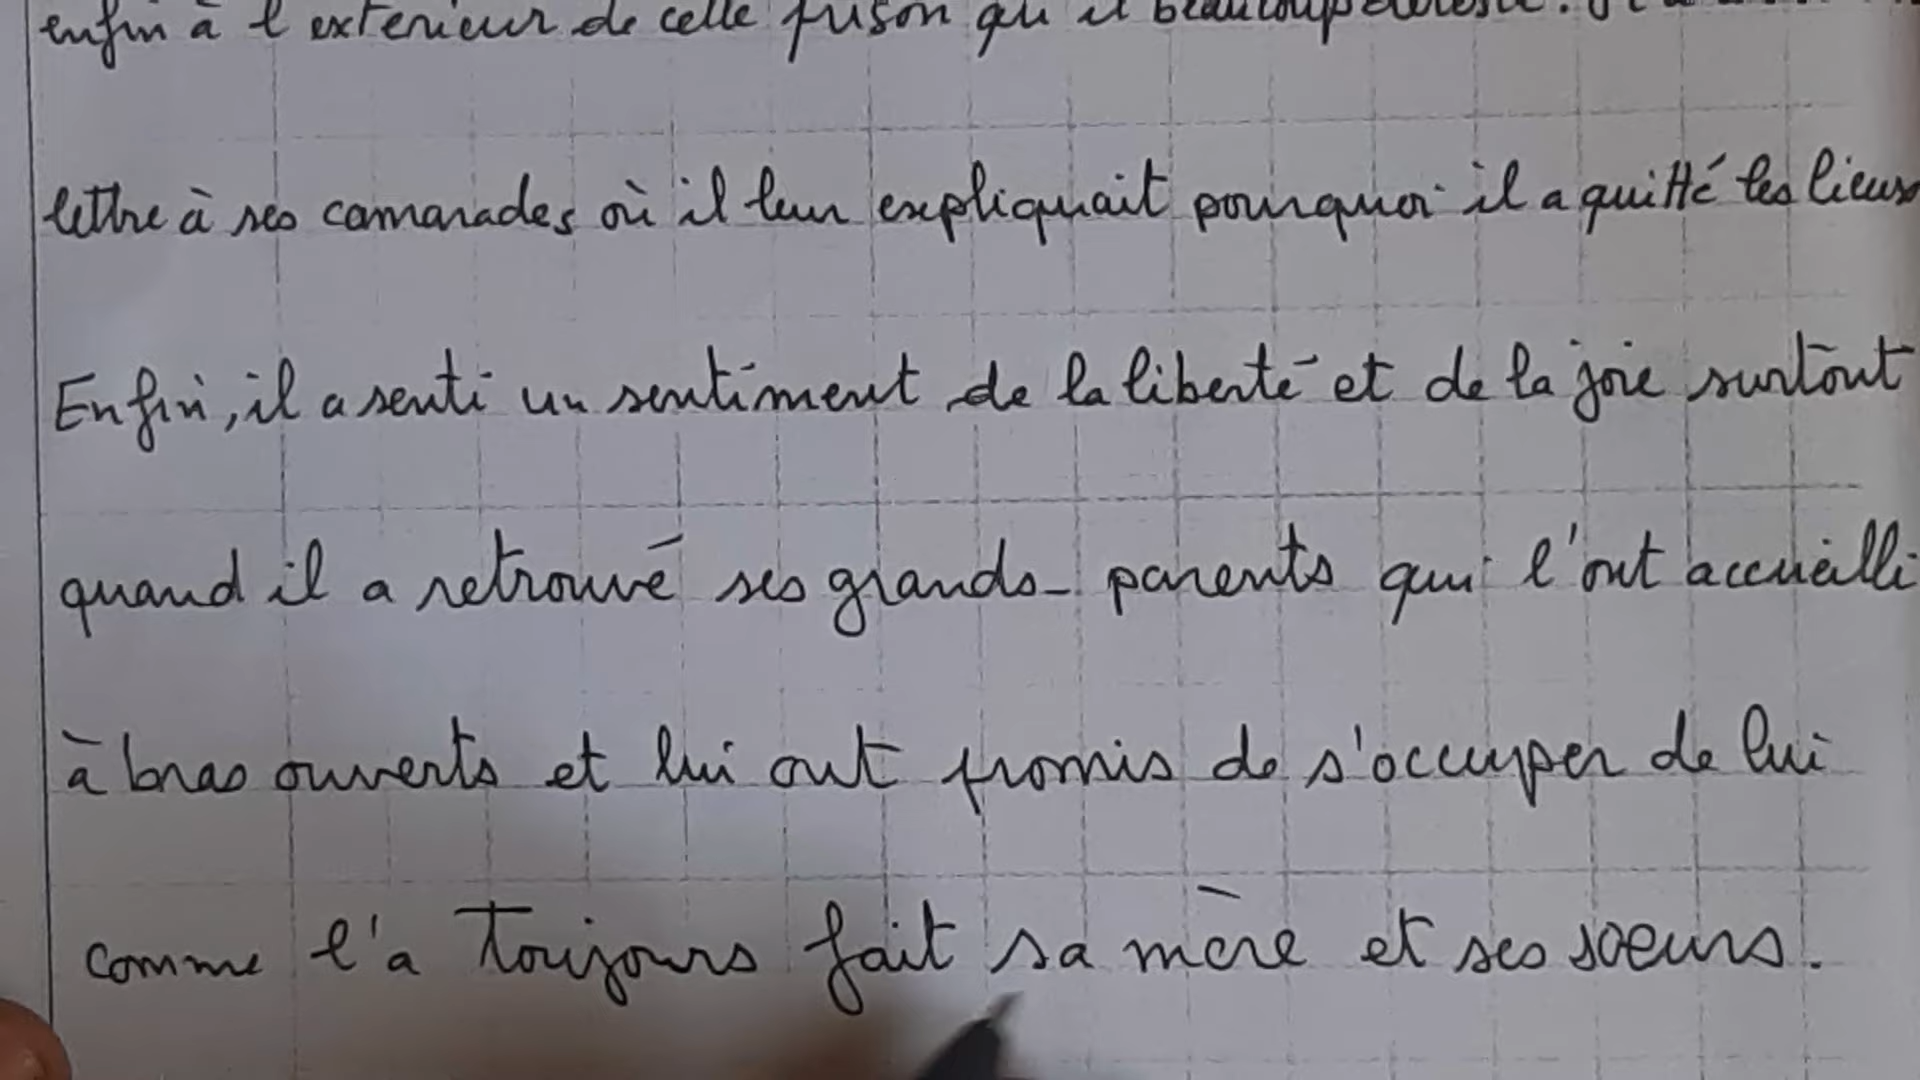 enfin à l'extérieur de cette prison qu'il beaucoup
lettre à ses camarades où il leur expliquait pourquoi il a quitté les lieux
Enfin, il a senti un sentiment de la liberté et de la joie surtout
quand il a retrouvé ses grands-parents qui l'ont accueilli
à bras ouverts et lui ont promis de s'occuper de lui
comme l'a toujours fait sa mère et ses soeurs.